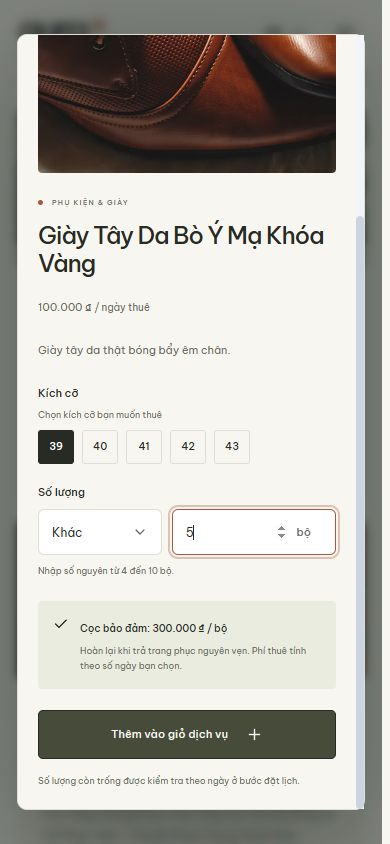 PHỤ KIỆN & GIÀY
Giày Tây Da Bò Ý Mạ Khóa
Vàng
100.000 ₫ / ngày thuê
Giày tây da thật bóng bẩy êm chân.
Kích cỡ
Chọn kích cỡ bạn muốn thuê
39 40 41 42 43
Số lượng
Khác 5 bộ
Nhập số nguyên từ 4 đến 10 bộ.
Cọc bảo đảm: 300.000 ₫ / bộ
Hoàn lại khi trả trang phục nguyên vẹn. Phí thuê tính
theo số ngày bạn chọn.
Thêm vào giỏ dịch vụ
Số lượng còn trống được kiểm tra theo ngày ở bước đặt lịch.